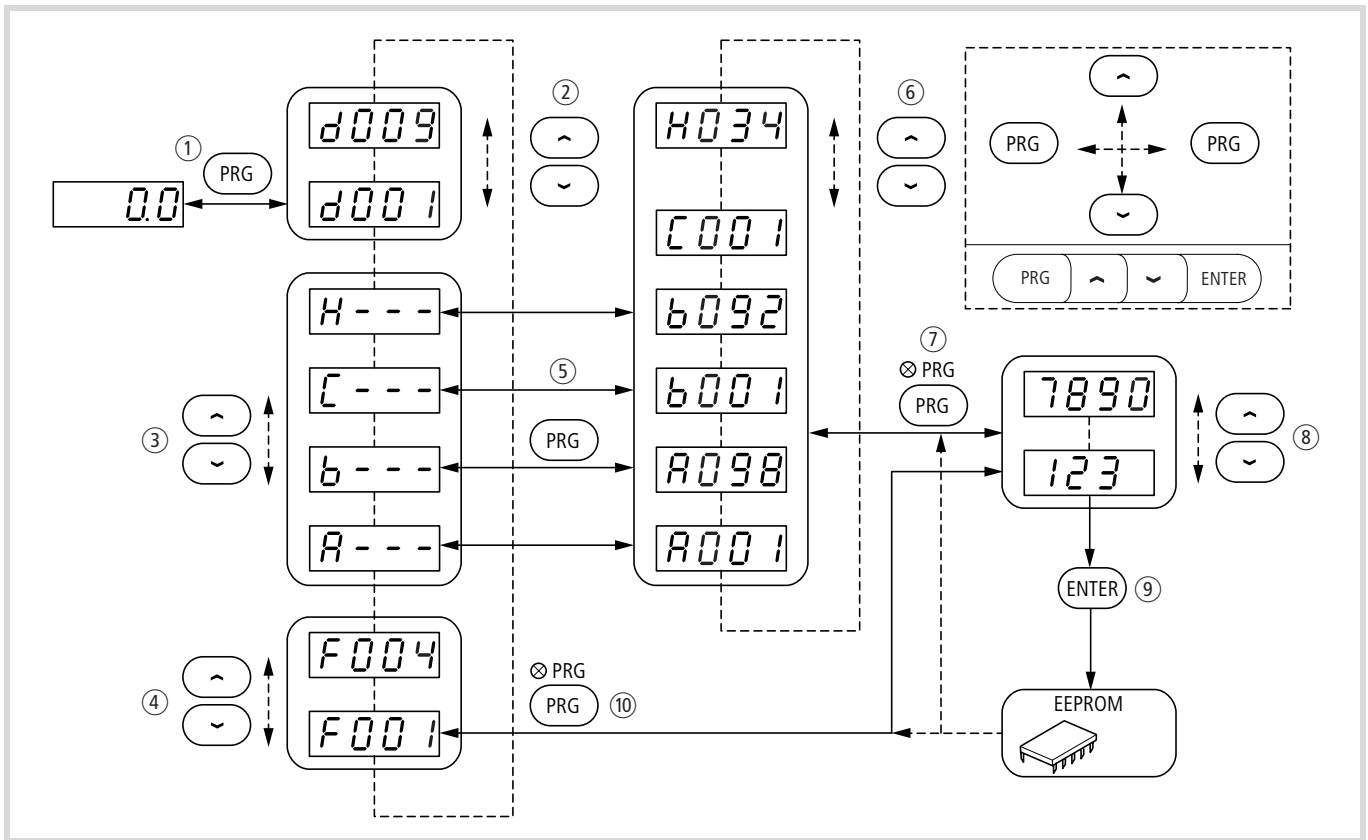 ①
PRG
0.0
d009
d001
②
H034
C001
b092
b001
A098
A001
⑥
PRG
PRG
PRG
ENTER
H---
C---
b---
A---
③
⑤
PRG
⑦
⊗ PRG
PRG
7890
123
⑧
ENTER
⑨
④
F004
F001
⊗ PRG
PRG
⑩
EEPROM